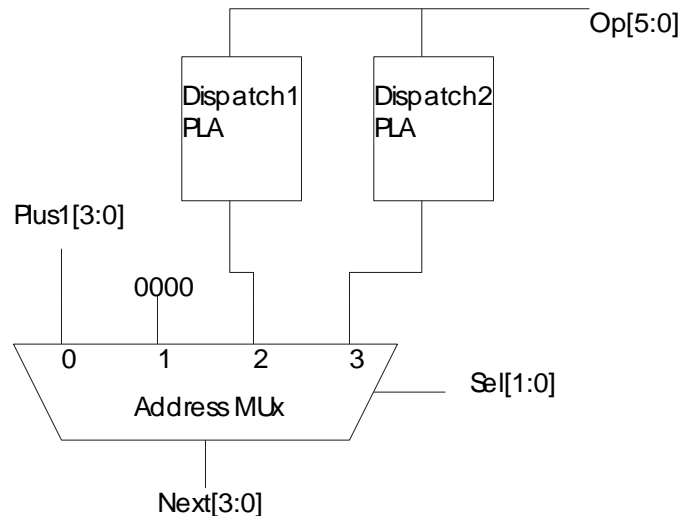 Op[5:0]
Dispatch1
PLA
Dispatch2
PLA
Plus1[3:0]
0000
0 1 2 3
Sel[1:0]
Address MUx
Next[3:0]